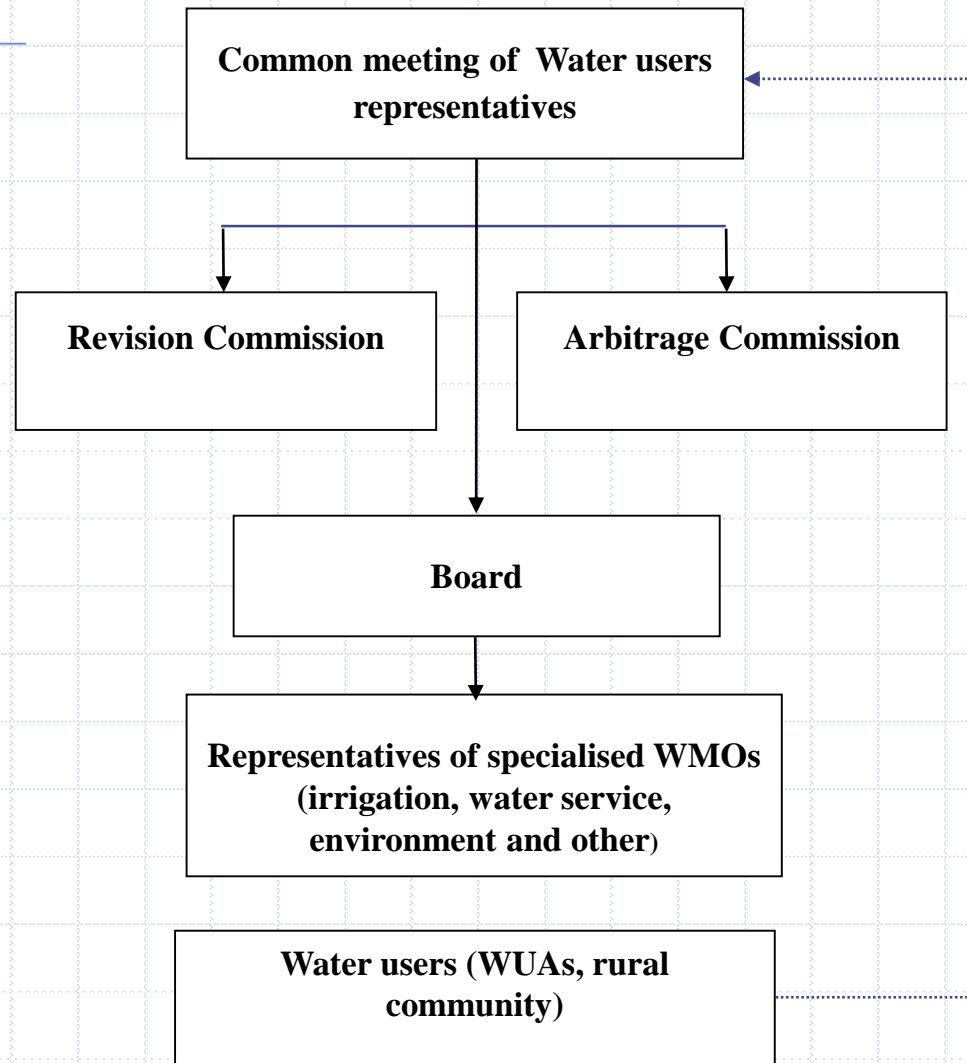 Common meeting of Water users
representatives
Revision Commission
Arbitrage Commission
Board
Representatives of specialised WMOs
(irrigation, water service,
environment and other)
Water users (WUAs, rural
community)